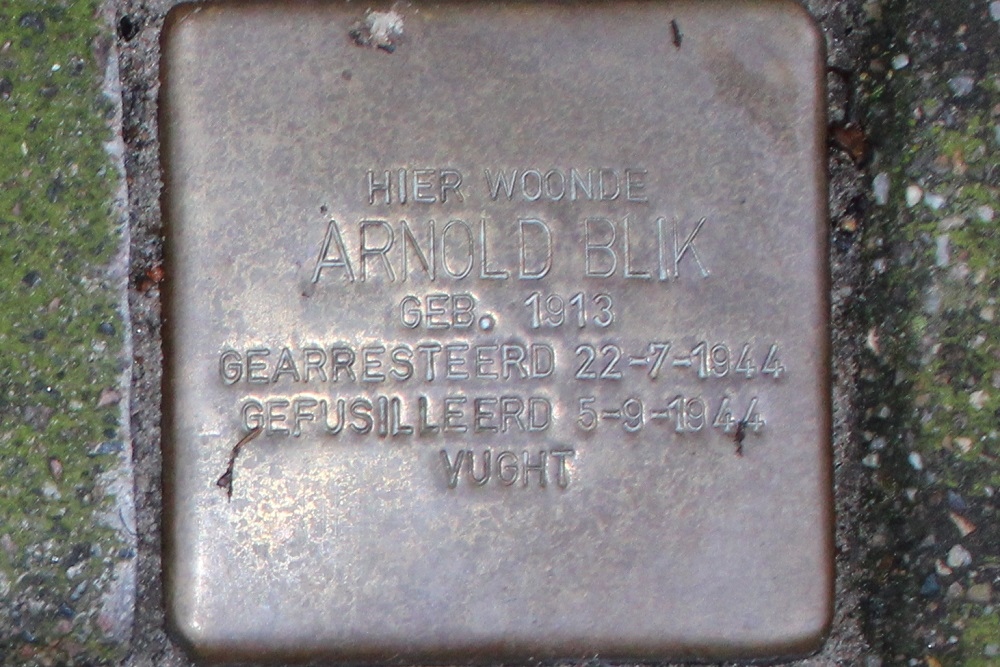 HIER WOONDE
ARNOLD BLIK
GEB. 1913
GEARRESTEERD 22-7-1944
GEFUSILLEERD 5-9-1944
VUGHT